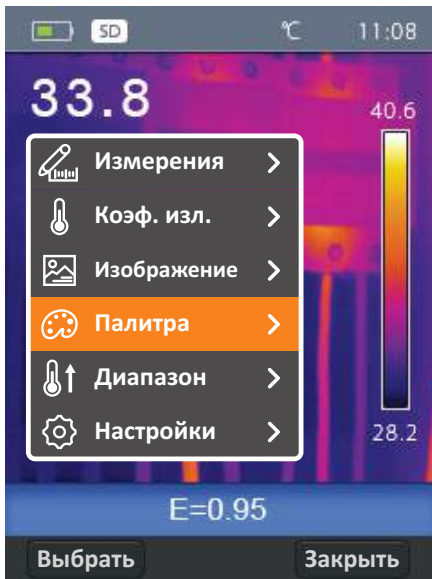 SD °C 11:08
33.8
40.6
Измерения
Коэф. изл.
Изображение
Палитра
Диапазон
Настройки
28.2
E=0.95
Выбрать Закрыть